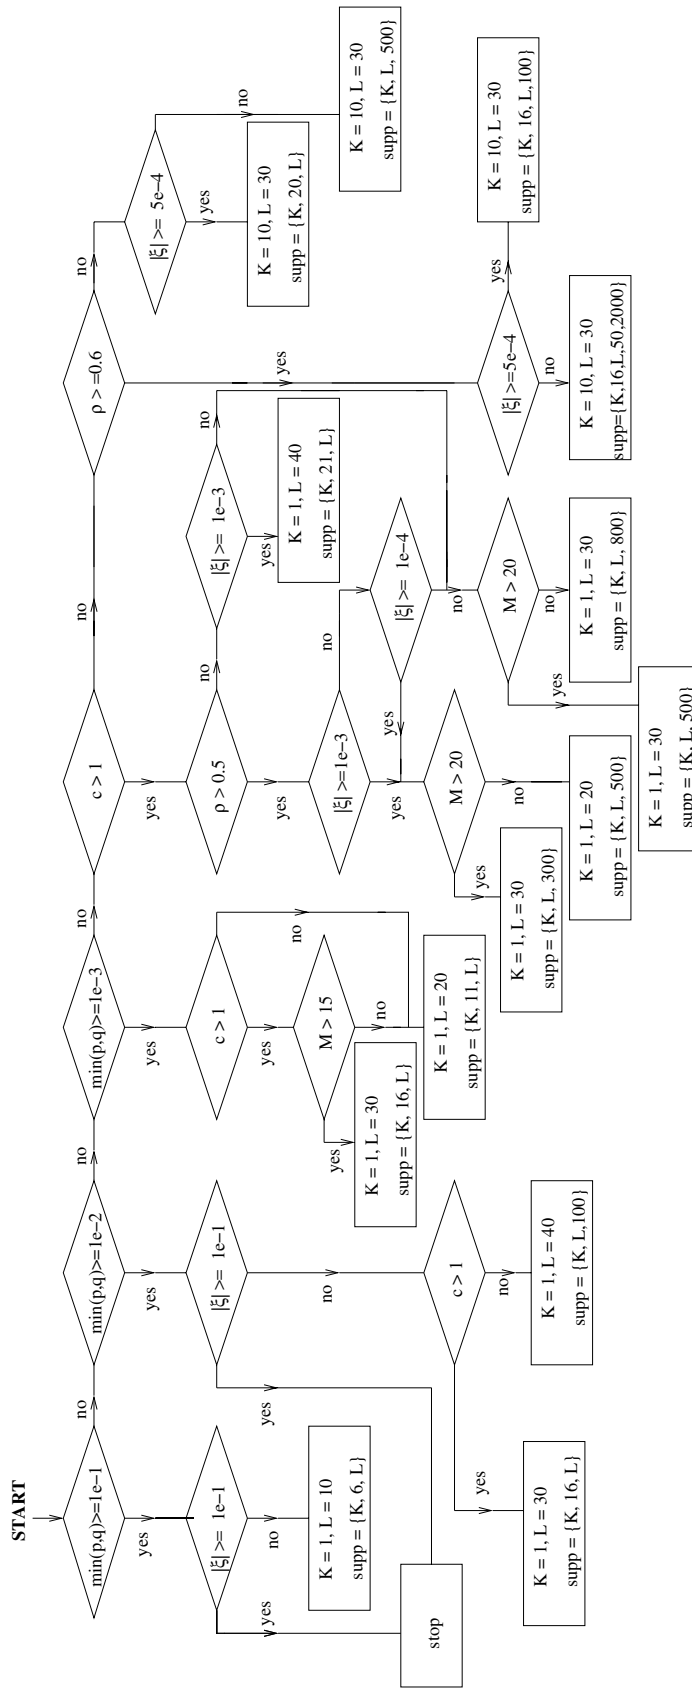 START
min(p,q)>=1e−1
no
yes
|ξ| >= 1e−1
no
K = 1, L = 10
supp = {K, 6, L}
yes
stop
min(p,q)>=1e−2
no
yes
|ξ| >= 1e−1
yes
no
c > 1
yes
K = 1, L = 30
supp = {K, 16, L}
no
K = 1, L = 40
supp = {K, L,100}
min(p,q)>=1e−3
no
yes
c > 1
no
yes
M > 15
yes
K = 1, L = 30
supp = {K, 16, L}
no
K = 1, L = 20
supp = {K, 11, L}
c > 1
no
yes
ρ > 0.5
no
yes
|ξ| >=1e−3
no
yes
M > 20
yes
K = 1, L = 30
supp = {K, L, 300}
no
K = 1, L = 20
supp = {K, L, 500}
|ξ| >= 1e−3
no
yes
K = 1, L = 40
supp = {K, 21, L}
|ξ| >= 1e−4
yes
no
M > 20
yes
K = 1, L = 30
supp = {K, L, 500}
no
K = 1, L = 30
supp = {K, L, 800}
ρ >=0.6
no
yes
|ξ| >= 5e−4
no
yes
K = 10, L = 30
supp = {K, 20, L}
K = 10, L = 30
supp = {K, L, 500}
|ξ| >=5e−4
yes
K = 10, L = 30
supp = {K, 16, L,100}
no
K = 10, L = 30
supp={K,16,L,50,2000}